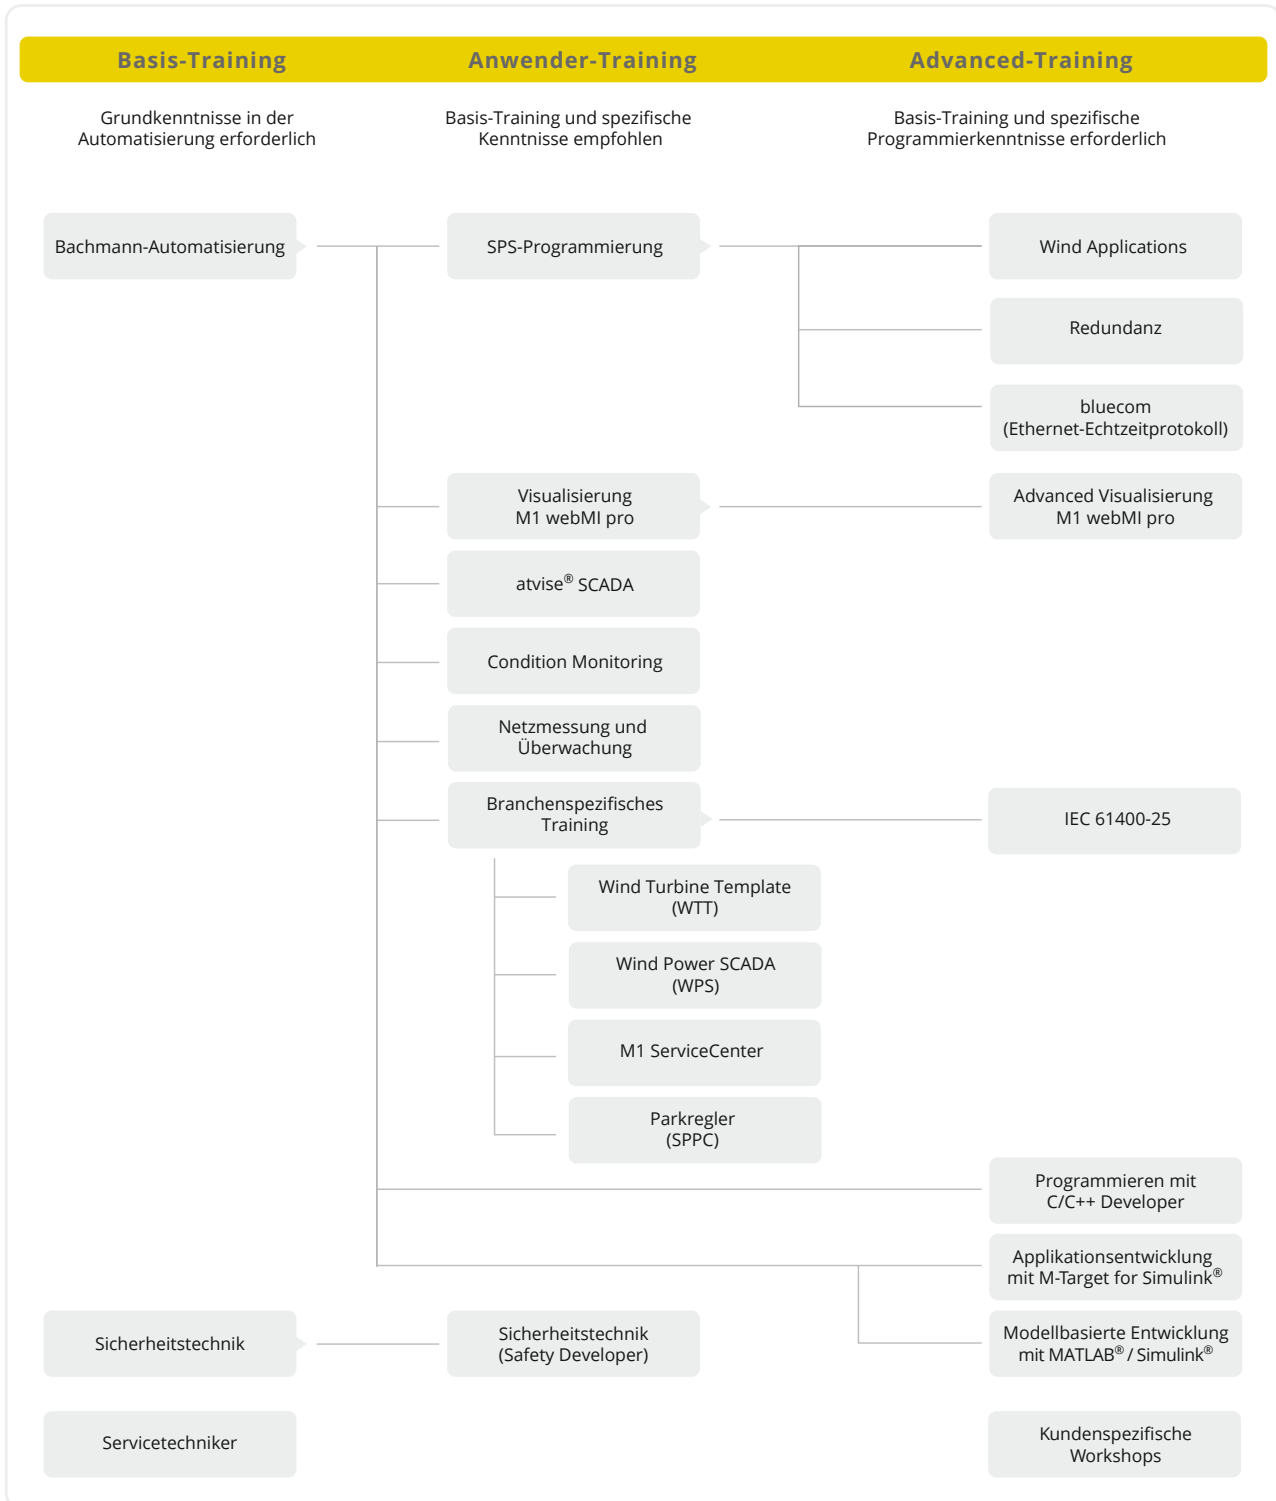 Basis-Training
Anwender-Training
Advanced-Training
Grundkenntnisse in der
Automatisierung erforderlich
Basis-Training und spezifische
Kenntnisse empfohlen
Basis-Training und spezifische
Programmierkenntnisse erforderlich
Bachmann-Automatisierung
SPS-Programmierung
Wind Applications
Redundanz
bluecom
(Ethernet-Echtzeitprotokoll)
Visualisierung
M1 webMI pro
Advanced Visualisierung
M1 webMI pro
atvise® SCADA
Condition Monitoring
Netzmessung und
Überwachung
Branchenspezifisches
Training
IEC 61400-25
Wind Turbine Template
(WTT)
Wind Power SCADA
(WPS)
M1 ServiceCenter
Parkregler
(SPPC)
Programmieren mit
C/C++ Developer
Applikationsentwicklung
mit M-Target for Simulink®
Sicherheitstechnik
Sicherheitstechnik
(Safety Developer)
Modellbasierte Entwicklung
mit MATLAB® / Simulink®
Servicetechniker
Kundenspezifische
Workshops